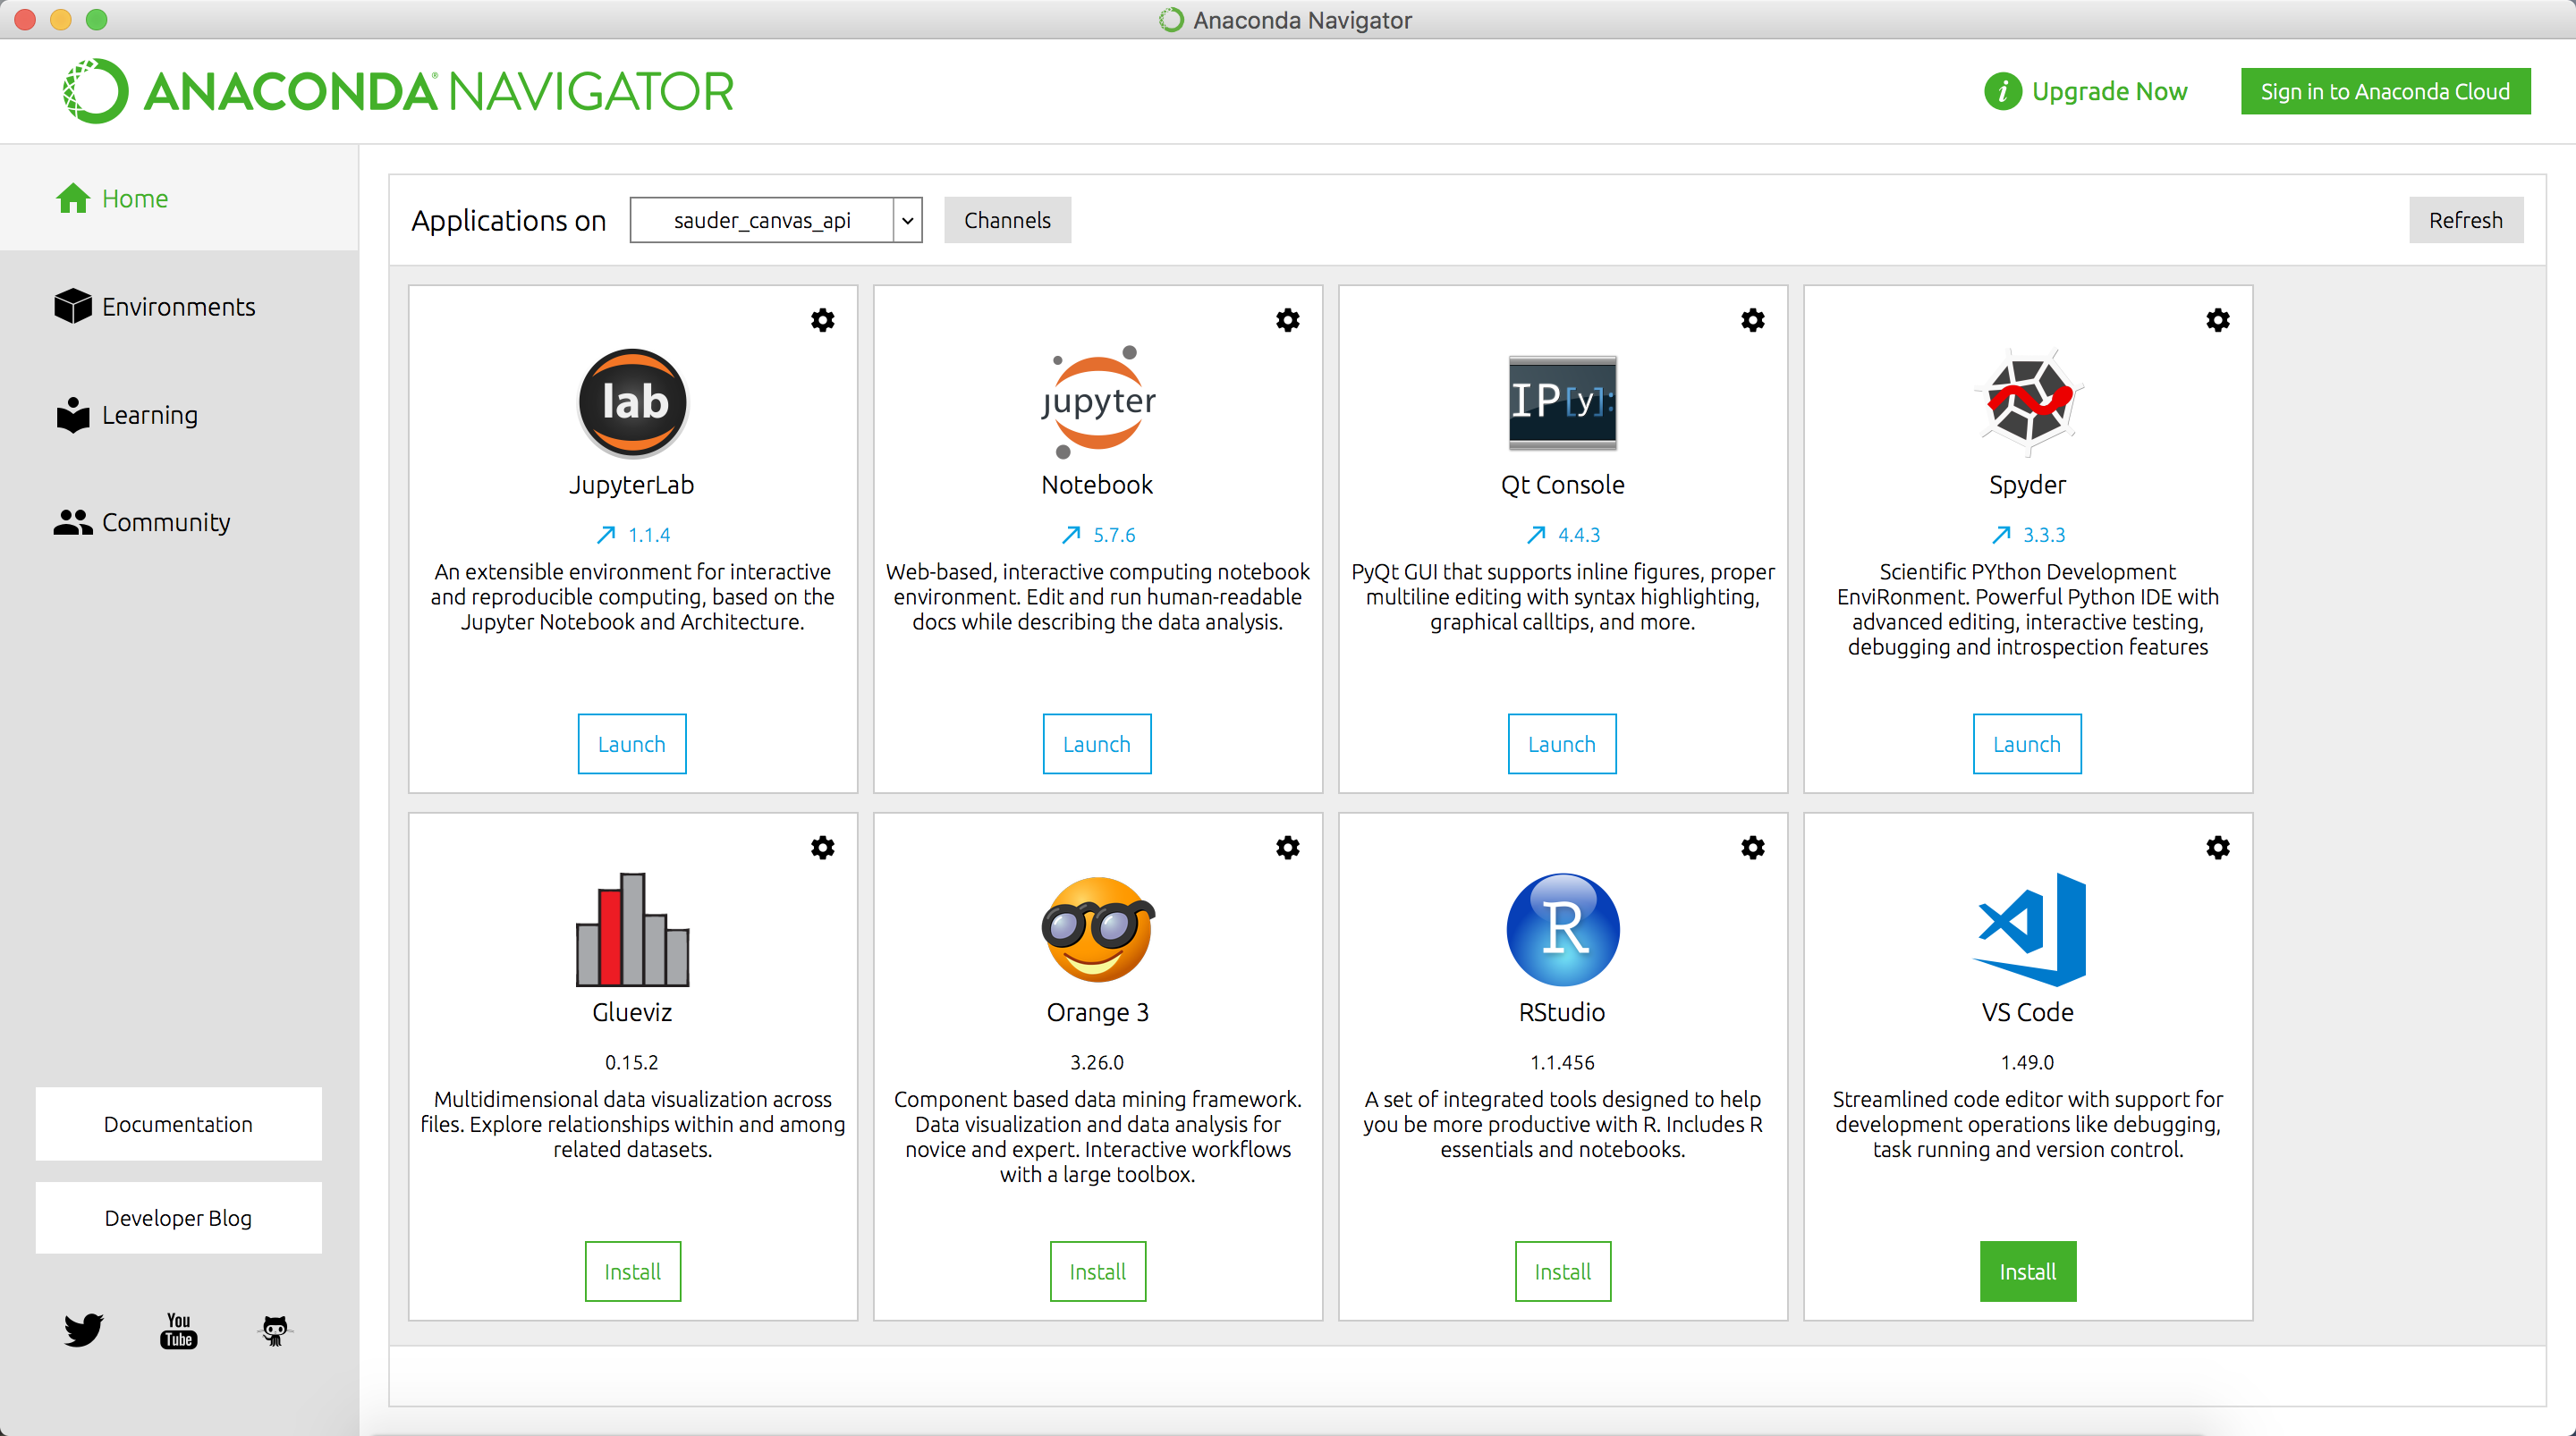 Anaconda Navigator
ANACONDA® NAVIGATOR
i Upgrade Now
Sign in to Anaconda Cloud
Home
Environments
Learning
Community
Documentation
Developer Blog
You
Tube
Applications on
sauder_canvas_api
Channels
Refresh
lab
JupyterLab
1.1.4
An extensible environment for interactive
and reproducible computing, based on the
Jupyter Notebook and Architecture.
Launch
jupyter
Notebook
5.7.6
Web-based, interactive computing notebook
environment. Edit and run human-readable
docs while describing the data analysis.
Launch
IP[y]:
Qt Console
4.4.3
PyQt GUI that supports inline figures, proper
multiline editing with syntax highlighting,
graphical calltips, and more.
Launch
Spyder
3.3.3
Scientific PYthon Development
EnviRonment. Powerful Python IDE with
advanced editing, interactive testing,
debugging and introspection features
Launch
Glueviz
0.15.2
Multidimensional data visualization across
files. Explore relationships within and among
related datasets.
Install
Orange 3
3.26.0
Component based data mining framework.
Data visualization and data analysis for
novice and expert. Interactive workflows
with a large toolbox.
Install
R
RStudio
1.1.456
A set of integrated tools designed to help
you be more productive with R. Includes R
essentials and notebooks.
Install
VS Code
1.49.0
Streamlined code editor with support for
development operations like debugging,
task running and version control.
Install